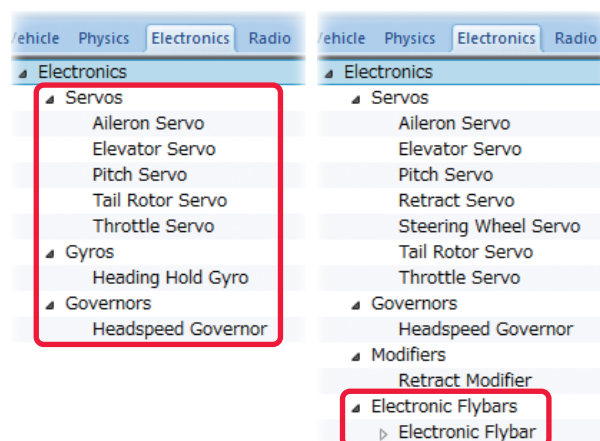 Vehicle Physics Electronics Radio
Electronics
Servos
Aileron Servo
Elevator Servo
Pitch Servo
Tail Rotor Servo
Throttle Servo
Gyros
Heading Hold Gyro
Governors
Headspeed Governor
Vehicle Physics Electronics Radio
Electronics
Servos
Aileron Servo
Elevator Servo
Pitch Servo
Retract Servo
Steering Wheel Servo
Tail Rotor Servo
Throttle Servo
Governors
Headspeed Governor
Modifiers
Retract Modifier
Electronic Flybars
Electronic Flybar